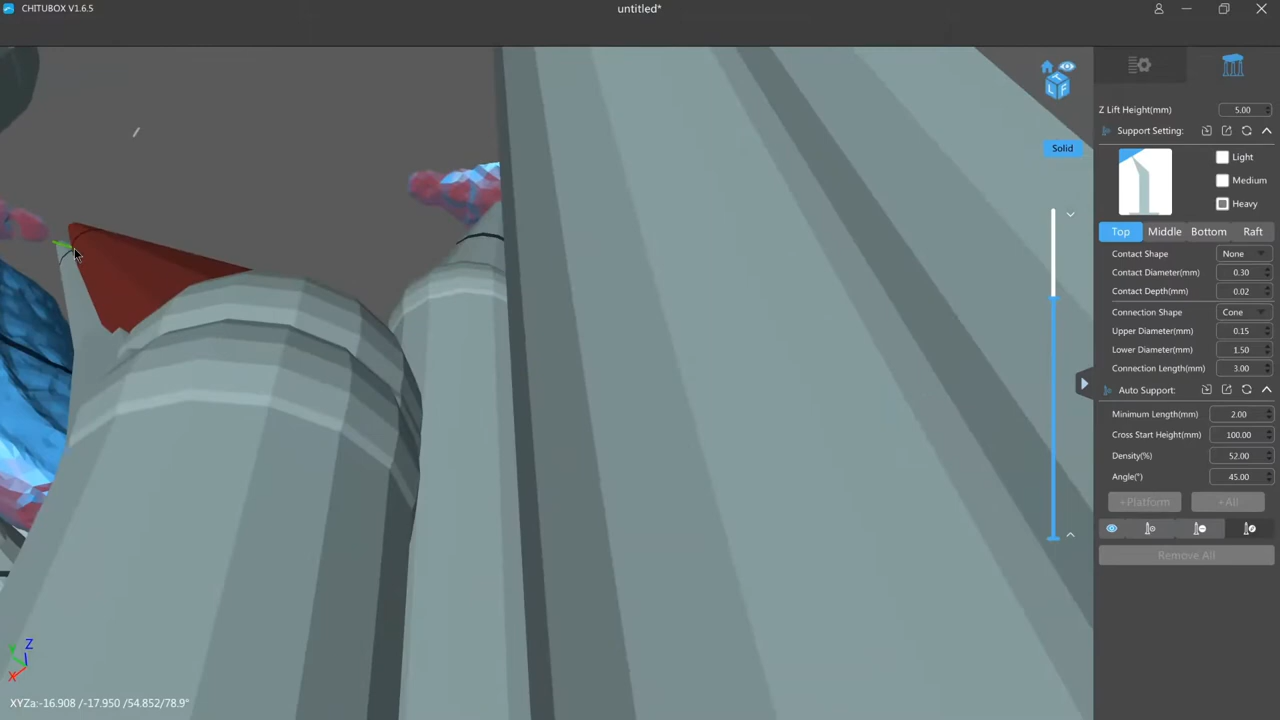 CHITUBOX V1.6.5
untitled*
Z Lift Height(mm) 5.00
Support Setting:
Light
Medium
Heavy
Top Middle Bottom Raft
Contact Shape None
Contact Diameter(mm) 0.30
Contact Depth(mm) 0.02
Connection Shape Cone
Upper Diameter(mm) 0.15
Lower Diameter(mm) 1.50
Connection Length(mm) 3.00
Auto Support:
Minimum Length(mm) 2.00
Cross Start Height(mm) 100.00
Density(%) 52.00
Angle(°) 45.00
+Platform +All
Remove All
Solid
T
L F
Z
Y
X
XYZa:-16.908 /-17.950 /54.852/78.9°